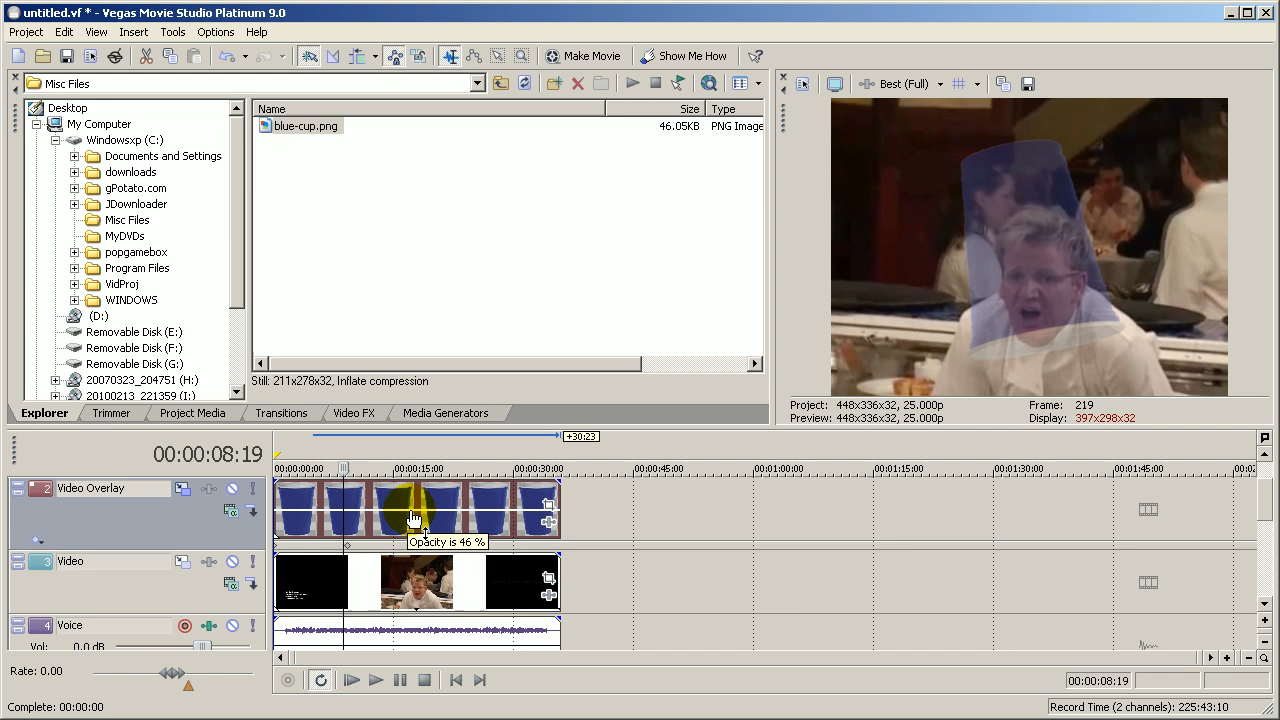 untitled.vf * - Vegas Movie Studio Platinum 9.0
Project Edit View Insert Tools Options Help
Make Movie Show Me How
Misc Files
Best (Full)
Desktop
My Computer
Windowsxp (C:)
Documents and Settings
downloads
gPotato.com
JDownloader
Misc Files
MyDVDs
popgamebox
Program Files
VidProj
WINDOWS
(D:)
Removable Disk (E:)
Removable Disk (F:)
Removable Disk (G:)
20070323_204751 (H:)
20100213_221359 (I:)
Name Size Type
blue-cup.png 46.05KB PNG Image
Still: 211x278x32, Inflate compression
Explorer Trimmer Project Media Transitions Video FX Media Generators
Project: 448x336x32, 25.000p Frame: 219
Preview: 448x336x32, 25.000p Display: 397x298x32
00:00:08:19
+30:23
00:00:00:00 00:00:15:00 00:00:30:00 00:00:45:00 00:01:00:00 00:01:15:00 00:01:30:00 00:01:45:00 00:0
2 Video Overlay
Opacity is 46 %
3 Video
4 Voice
Vol: 0.0 dB
Rate: 0.00
00:00:08:19
Complete: 00:00:00
Record Time (2 channels): 225:43:10